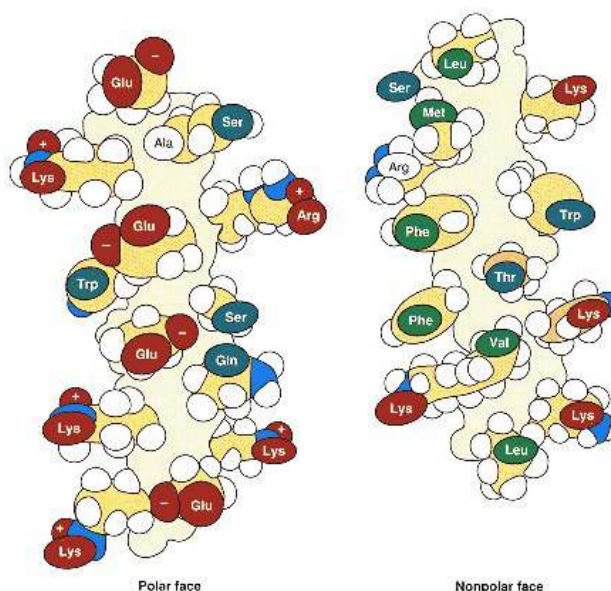 Glu
−
Ala
Ser
+
Lys
+
Arg
Glu
−
Trp
Ser
Glu
−
Gln
+
Lys
+
Lys
−
Glu
+
Lys
Polar face
Leu
Ser
Lys
Met
Arg
Phe
Trp
Thr
Phe
Lys
Val
Lys
Lys
Leu
Nonpolar face